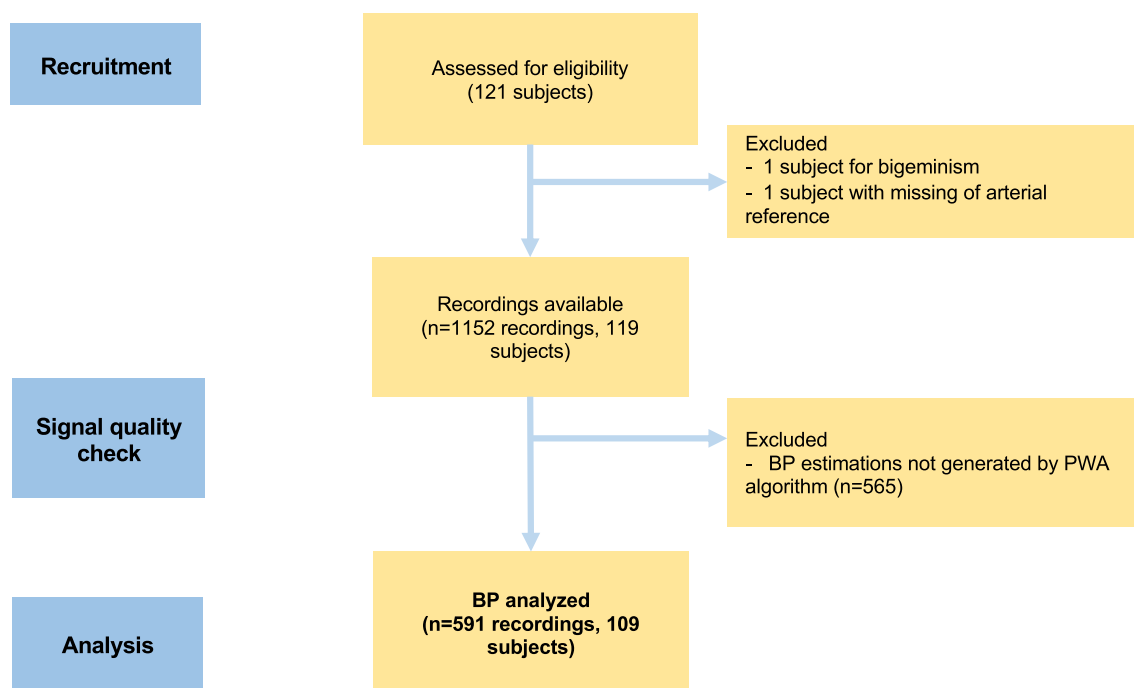 Recruitment
Assessed for eligibility
(121 subjects)
Excluded
- 1 subject for bigeminism
- 1 subject with missing of arterial
reference
Recordings available
(n=1152 recordings, 119
subjects)
Signal quality
check
Excluded
- BP estimations not generated by PWA
algorithm (n=565)
BP analyzed
(n=591 recordings, 109
subjects)
Analysis